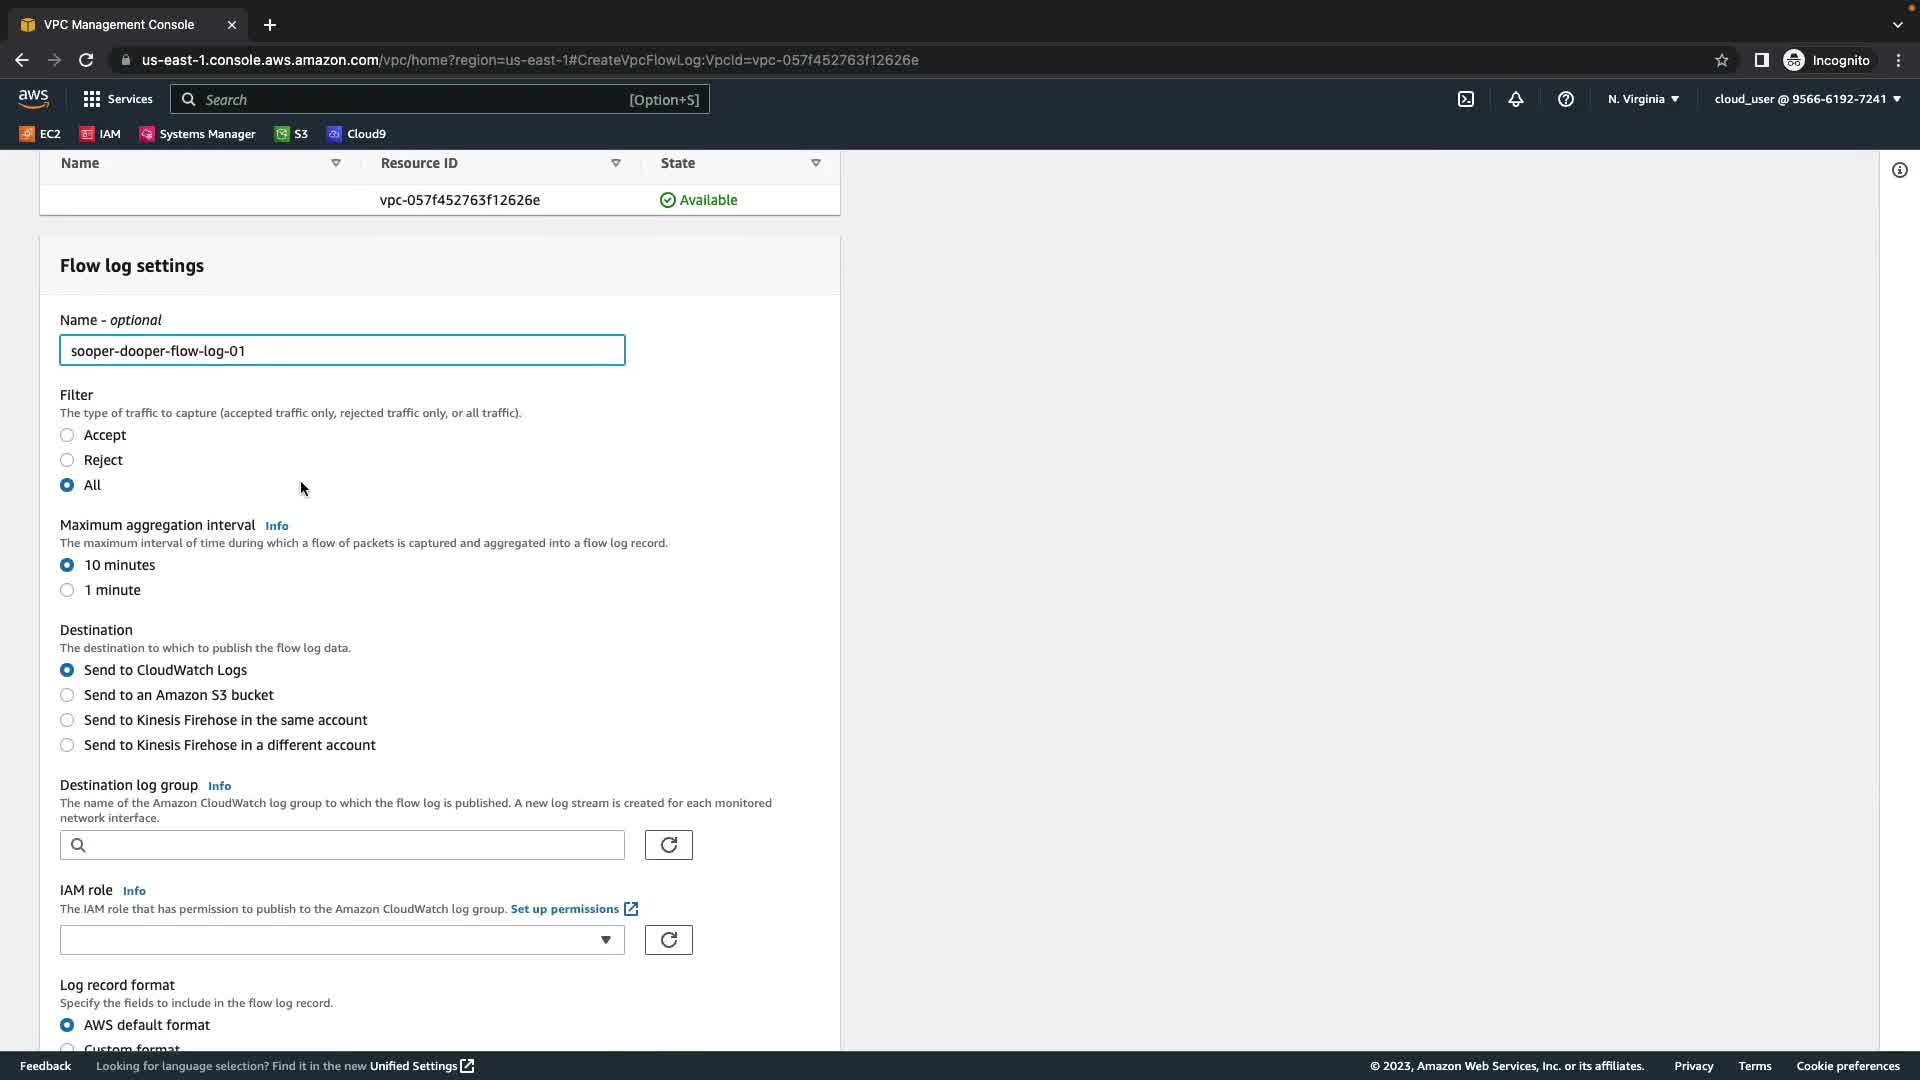 VPC Management Console
us-east-1.console.aws.amazon.com/vpc/home?region=us-east-1#CreateVpcFlowLog:VpcId=vpc-057f452763f12626e
Incognito
aws
Services
Search
[Option+S]
N. Virginia
cloud_user @ 9566-6192-7241
EC2
IAM
Systems Manager
S3
Cloud9
Name
Resource ID
State
vpc-057f452763f12626e
Available
Flow log settings
Name - optional
sooper-dooper-flow-log-01
Filter
The type of traffic to capture (accepted traffic only, rejected traffic only, or all traffic).
Accept
Reject
All
Maximum aggregation interval Info
The maximum interval of time during which a flow of packets is captured and aggregated into a flow log record.
10 minutes
1 minute
Destination
The destination to which to publish the flow log data.
Send to CloudWatch Logs
Send to an Amazon S3 bucket
Send to Kinesis Firehose in the same account
Send to Kinesis Firehose in a different account
Destination log group Info
The name of the Amazon CloudWatch log group to which the flow log is published. A new log stream is created for each monitored
network interface.
IAM role Info
The IAM role that has permission to publish to the Amazon CloudWatch log group. Set up permissions
Log record format
Specify the fields to include in the flow log record.
AWS default format
Custom format
Feedback
Looking for language selection? Find it in the new Unified Settings
© 2023, Amazon Web Services, Inc. or its affiliates.
Privacy
Terms
Cookie preferences